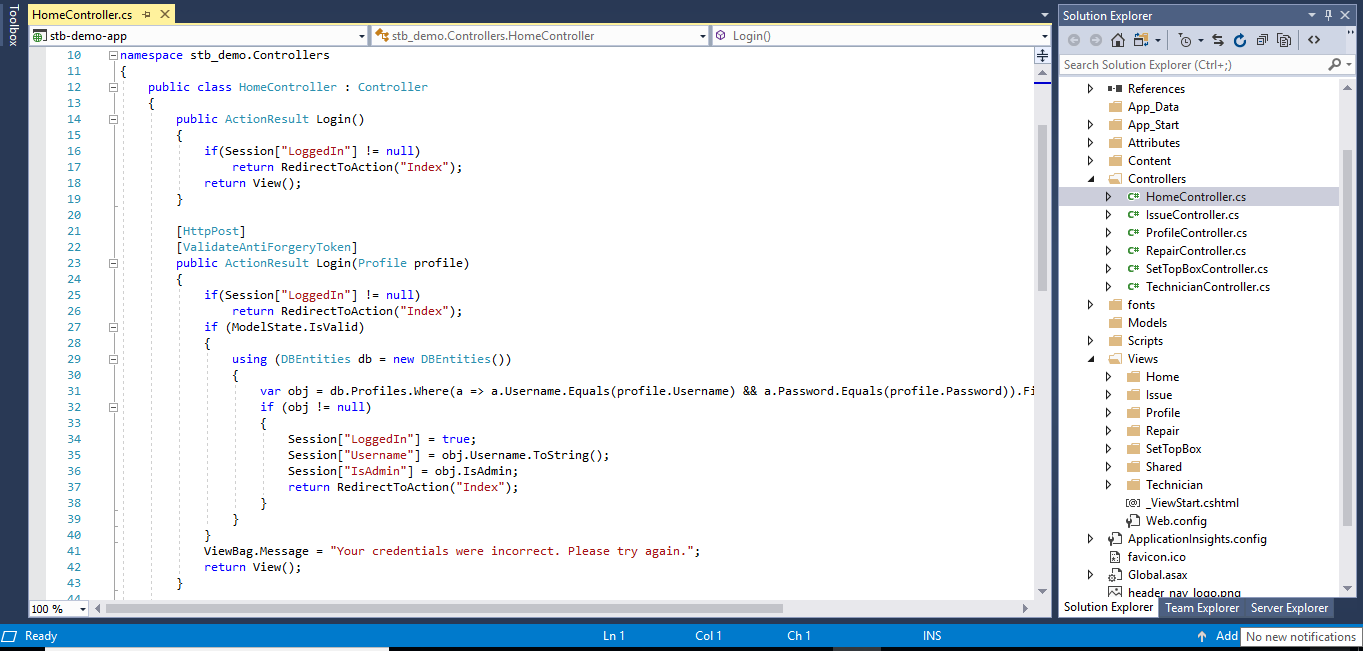 Toolbox
HomeController.cs
stb-demo-app
stb_demo.Controllers.HomeController
Login()
10 namespace stb_demo.Controllers
11 {
12 public class HomeController : Controller
13 {
14 public ActionResult Login()
15 {
16 if(Session["LoggedIn"] != null)
17 return RedirectToAction("Index");
18 return View();
19 }
20
21 [HttpPost]
22 [ValidateAntiForgeryToken]
23 public ActionResult Login(Profile profile)
24 {
25 if(Session["LoggedIn"] != null)
26 return RedirectToAction("Index");
27 if (ModelState.IsValid)
28 {
29 using (DBEntities db = new DBEntities())
30 {
31 var obj = db.Profiles.Where(a => a.Username.Equals(profile.Username) && a.Password.Equals(profile.Password)).Fi
32 if (obj != null)
33 {
34 Session["LoggedIn"] = true;
35 Session["Username"] = obj.Username.ToString();
36 Session["IsAdmin"] = obj.IsAdmin;
37 return RedirectToAction("Index");
38 }
39 }
40 }
41 ViewBag.Message = "Your credentials were incorrect. Please try again.";
42 return View();
43 }
44
100 %
Solution Explorer
Search Solution Explorer (Ctrl+;)
References
App_Data
App_Start
Attributes
Content
Controllers
C# HomeController.cs
C# IssueController.cs
C# ProfileController.cs
C# RepairController.cs
C# SetTopBoxController.cs
C# TechnicianController.cs
fonts
Models
Scripts
Views
Home
Issue
Profile
Repair
SetTopBox
Shared
Technician
[@] _ViewStart.cshtml
Web.config
ApplicationInsights.config
favicon.ico
Global.asax
header_nav_logo.png
Solution Explorer Team Explorer Server Explorer
Ready Ln 1 Col 1 Ch 1 INS Add
No new notifications